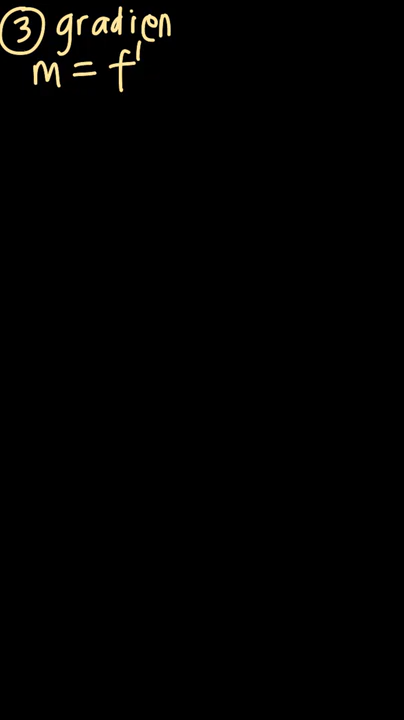 ③ gradien
m = f'